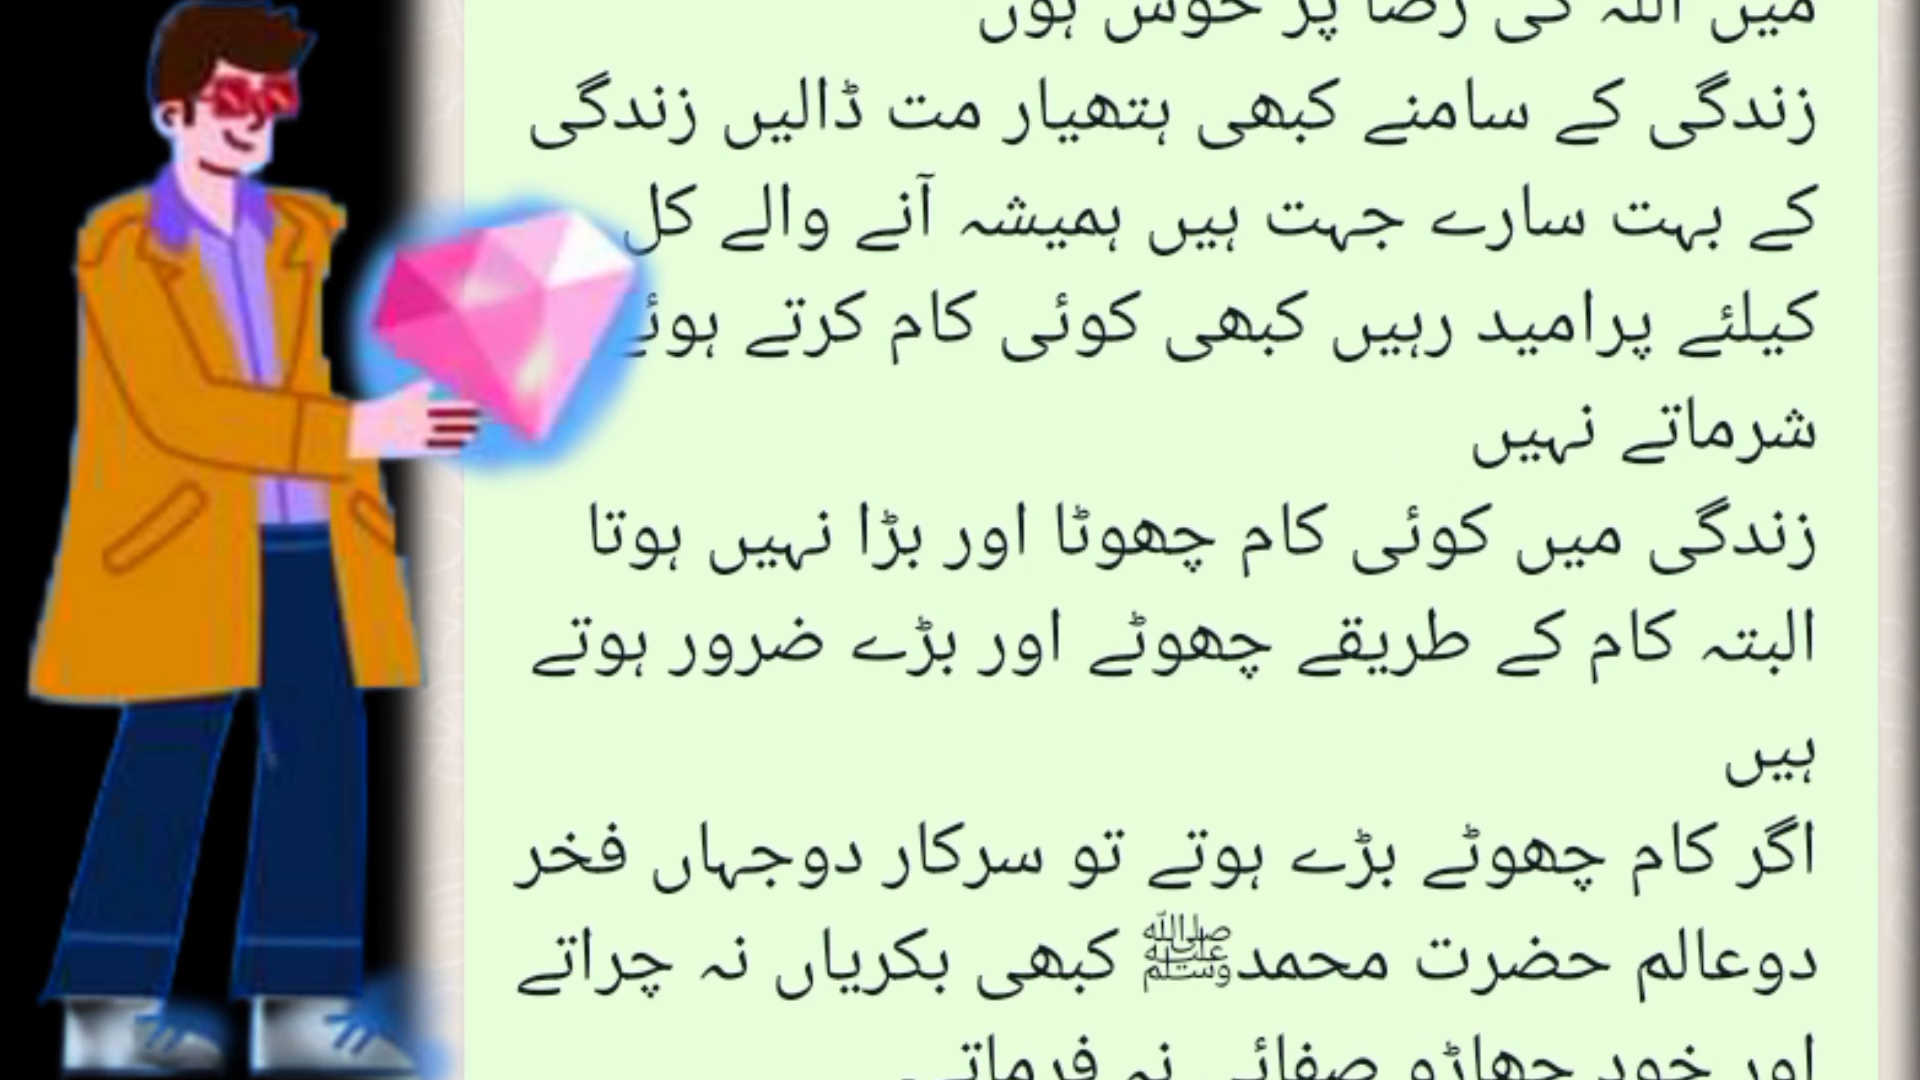 میں اللہ کی رضا پر خوش ہوں
زندگی کے سامنے کبھی ہتھیار مت ڈالیں زندگی
کے بہت سارے جہت ہیں ہمیشہ آنے والے کل
کیلئے پرامید رہیں کبھی کوئی کام کرتے ہوئے
شرماتے نہیں
زندگی میں کوئی کام چھوٹا اور بڑا نہیں ہوتا
البتہ کام کے طریقے چھوٹے اور بڑے ضرور ہوتے
ہیں
اگر کام چھوٹے بڑے ہوتے تو سرکار دوجہاں فخر
دوعالم حضرت محمدﷺ کبھی بکریاں نہ چراتے
اور خود جھاڑو صفائی نہ فرماتے